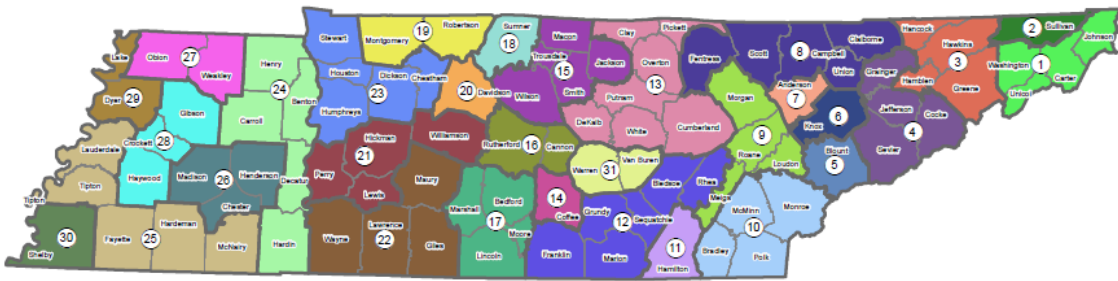 Lake
Obion
27
Weakley
Henry
Stewart
Montgomery
19
Robertson
Sumner
18
Macon
Clay
Pickett
Fentress
Scott
8
Campbell
Claiborne
Hancock
Hawkins
2
Sullivan
Johnson
Trousdale
15
Jackson
Overton
Union
Grainger
3
Washington
1
Carter
Houston
Dickson
Cheatham
24
23
20
Davidson
Wilson
Smith
13
Putnam
Morgan
Anderson
7
Hamblen
Greene
Unicoi
Dyer
29
Gibson
Benton
Humphreys
Jefferson
Cocke
Carroll
Knox
6
4
Crockett
28
Hickman
Williamson
Rutherford
16
Cannon
DeKalb
White
Cumberland
9
Roane
Loudon
Blount
5
Sevier
Lauderdale
Haywood
Madison
26
Henderson
Decatur
Perry
21
Lewis
Maury
Warren
31
Van Buren
Bledsoe
Rhea
Meigs
Tipton
Tipton
Chester
Marshall
Bedford
14
Coffee
Grundy
12
Sequatchie
McMinn
Monroe
30
Shelby
Fayette
25
Hardeman
McNairy
Hardin
Wayne
Lawrence
22
Giles
17
Moore
Lincoln
Franklin
Marion
11
Hamilton
Bradley
10
Polk